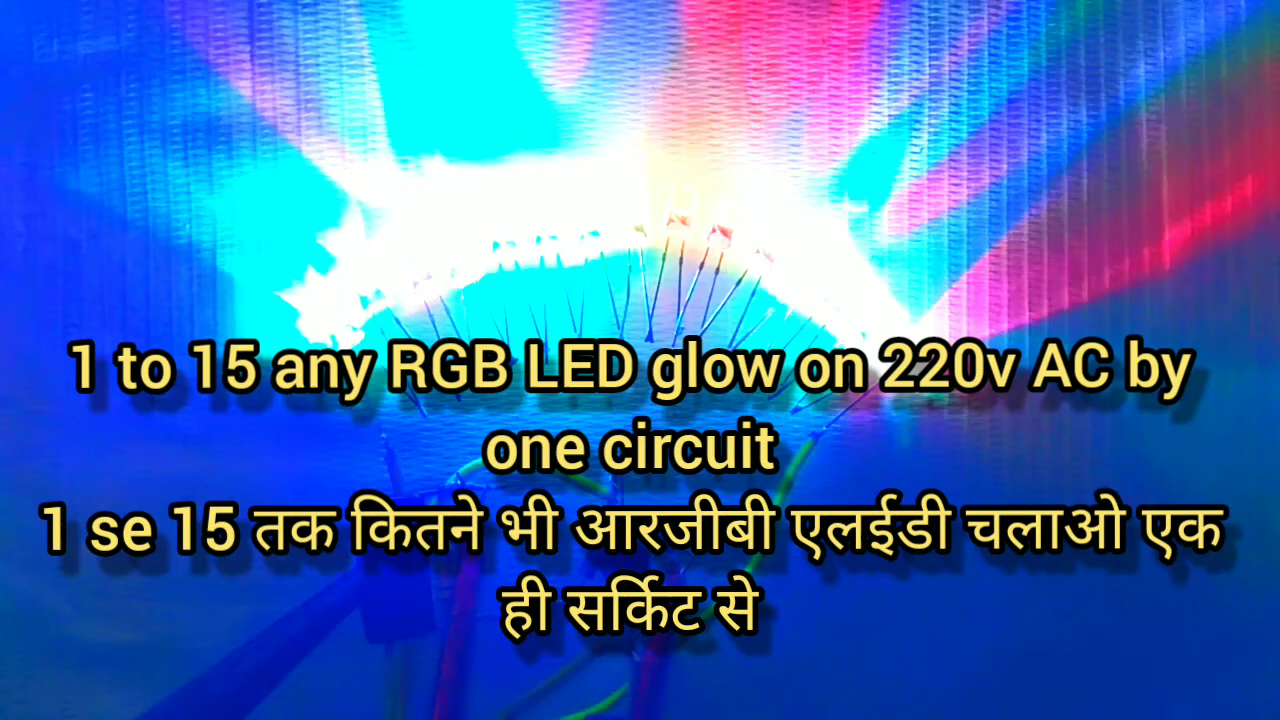 1 to 15 any RGB LED glow on 220v AC by
one circuit
1 se 15 तक कितने भी आरजीबी एलईडी चलाओ एक
ही सर्किट से